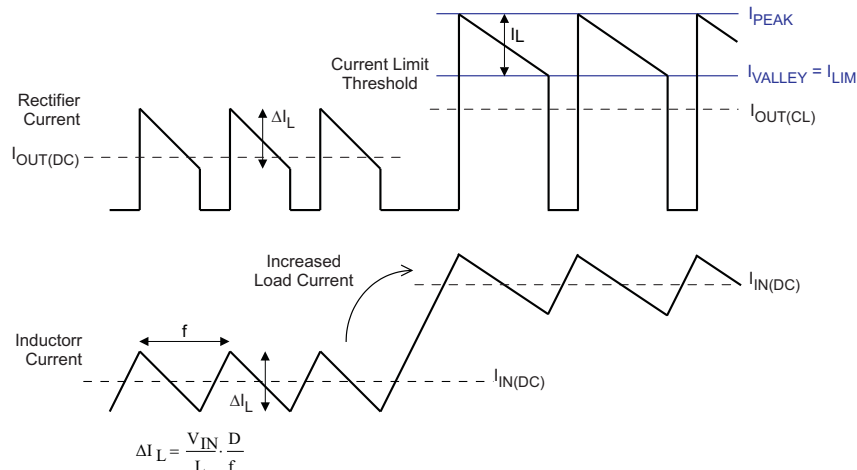 I_PEAK
I_L
Current Limit
Threshold
I_VALLEY = I_LIM
Rectifier
Current
ΔI_L
I_OUT(CL)
I_OUT(DC)
Increased
Load Current
I_IN(DC)
f
Inductorr
Current
I_IN(DC)
ΔI_L
ΔI_L = V_IN/L · D/f